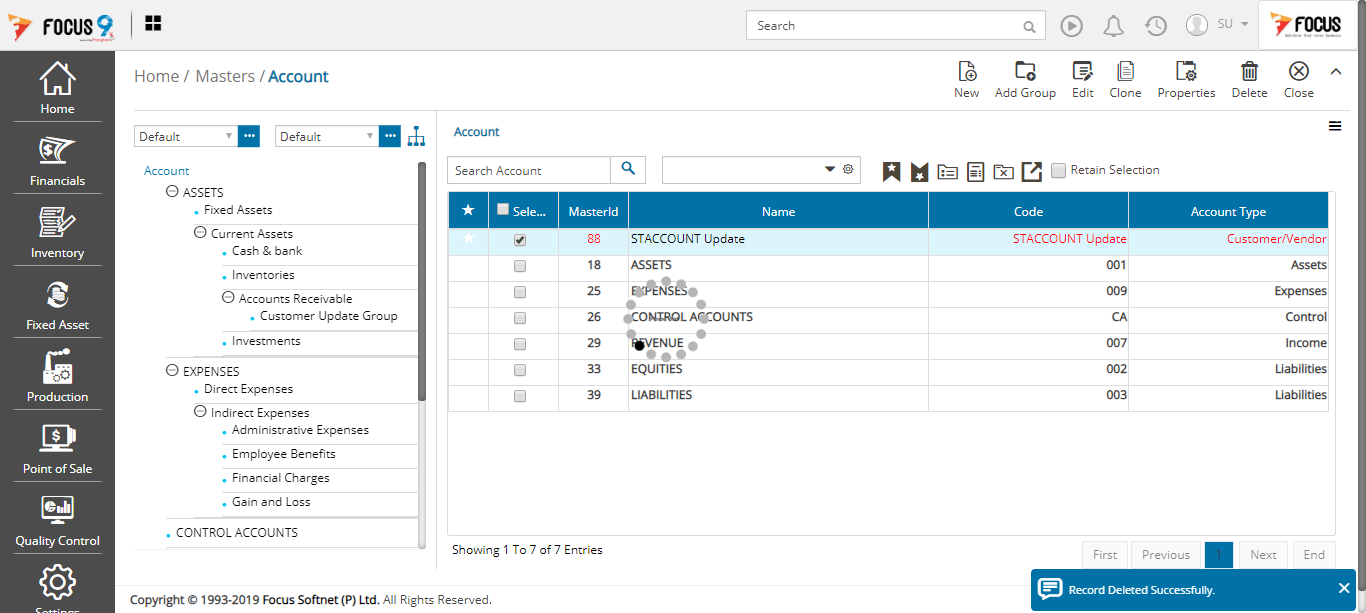 FOCUS 9
Search
SU
FOCUS
Home
Financials
Inventory
Fixed Asset
Production
Point of Sale
Quality Control
Settings
Home / Masters / Account
New
Add Group
Edit
Clone
Properties
Delete
Close
Default
Default
Account
ASSETS
Fixed Assets
Current Assets
Cash & bank
Inventories
Accounts Receivable
Customer Update Group
Investments
EXPENSES
Direct Expenses
Indirect Expenses
Administrative Expenses
Employee Benefits
Financial Charges
Gain and Loss
CONTROL ACCOUNTS
Account
Search Account
Retain Selection
Sele... MasterId Name Code Account Type
88 STACCOUNT Update STACCOUNT Update Customer/Vendor
18 ASSETS 001 Assets
25 EXPENSES 009 Expenses
26 CONTROL ACCOUNTS CA Control
29 REVENUE 007 Income
33 EQUITIES 002 Liabilities
39 LIABILITIES 003 Liabilities
Showing 1 To 7 of 7 Entries
First Previous 1 Next End
Record Deleted Successfully.
Copyright © 1993-2019 Focus Softnet (P) Ltd. All Rights Reserved.